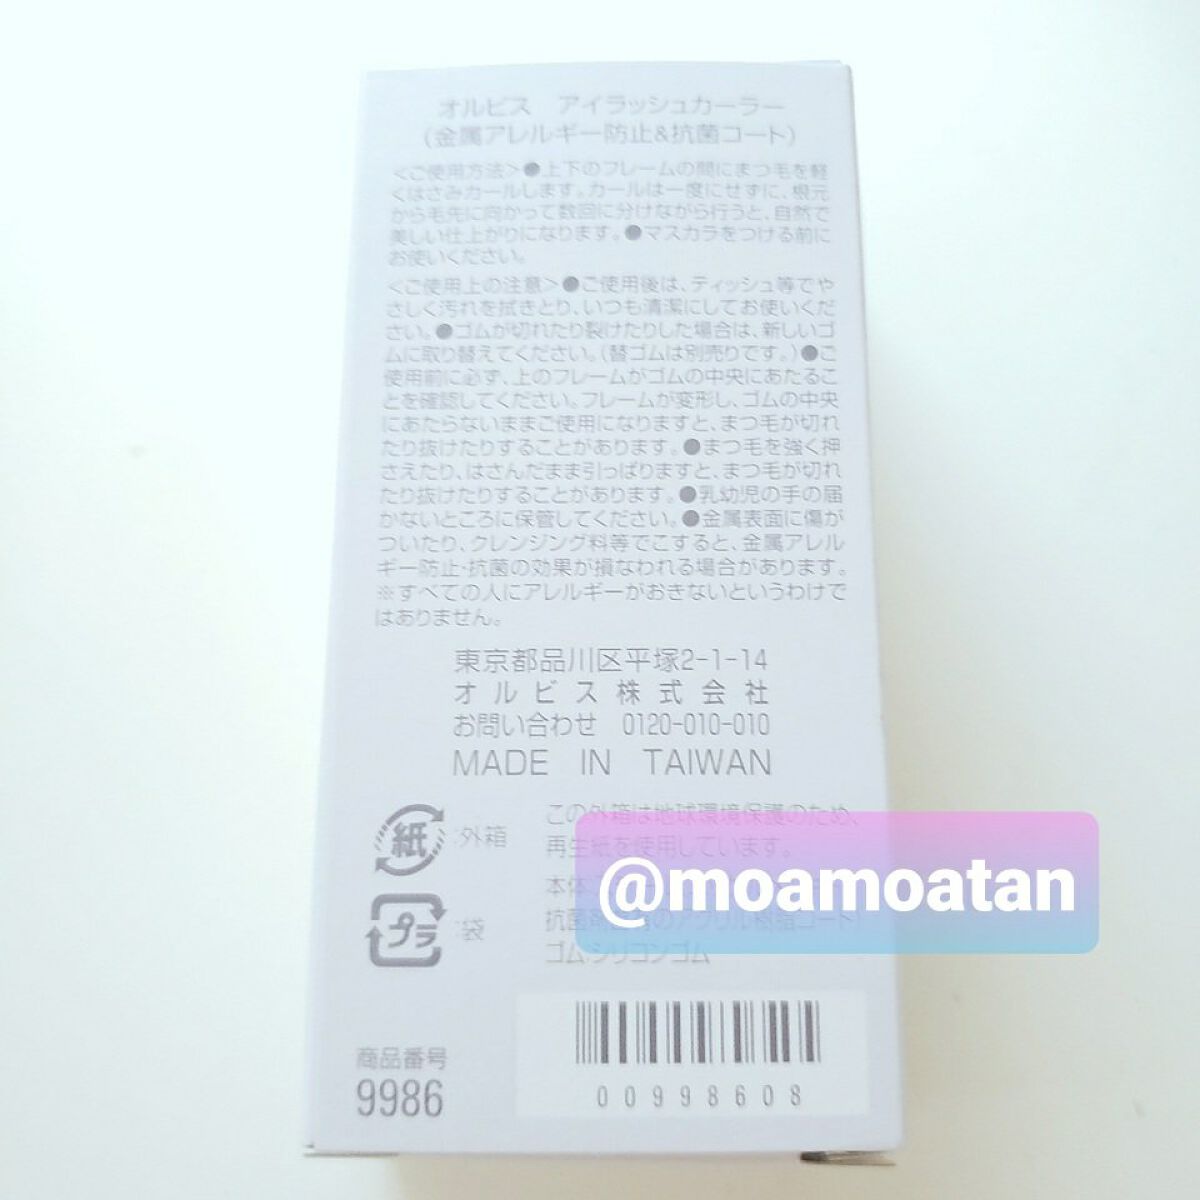 オルビス アイラッシュカーラー
(金属アレルギー防止&抗菌コート)
<ご使用方法>●上下のフレームの間にまつ毛を軽
くはさみカールします。カールは一度にせずに、根元
から毛先に向かって数回に分けながら行うと、自然で
美しい仕上がりになります。●マスカラをつける前に
お使いください。
<ご使用上の注意>●ご使用後は、ティッシュ等でや
さしく汚れを拭きとり、いつも清潔にしてお使いくだ
さい。●ゴムが切れたり裂けたりした場合は、新しいゴ
ムに取り替えてください。(替ゴムは別売りです。)●ご
使用前に必ず、上のフレームがゴムの中央にあたるこ
とを確認してください。フレームが変形し、ゴムの中央
にあたらないままご使用になりますと、まつ毛が切れ
たり抜けたりすることがあります。●まつ毛を強く押
さえたり、はさんだまま引っぱりますと、まつ毛が切れ
たり抜けたりすることがあります。●乳幼児の手の届
かないところに保管してください。●金属表面に傷が
ついたり、クレンジング料等でこすると、金属アレル
ギー防止・抗菌の効果が損なわれる場合があります。
※すべての人にアレルギーがおきないというわけで
はありません。
東京都品川区平塚2-1-14
オルビス株式会社
お問い合わせ 0120-010-010
MADE IN TAIWAN
紙 :外箱
この外箱は地球環境保護のため、
再生紙を使用しています。
@moamoatan
本体
プラ :袋
抗菌剤 のアクリル樹脂コート)
ゴム:シリコンゴム
商品番号
9986
00998608